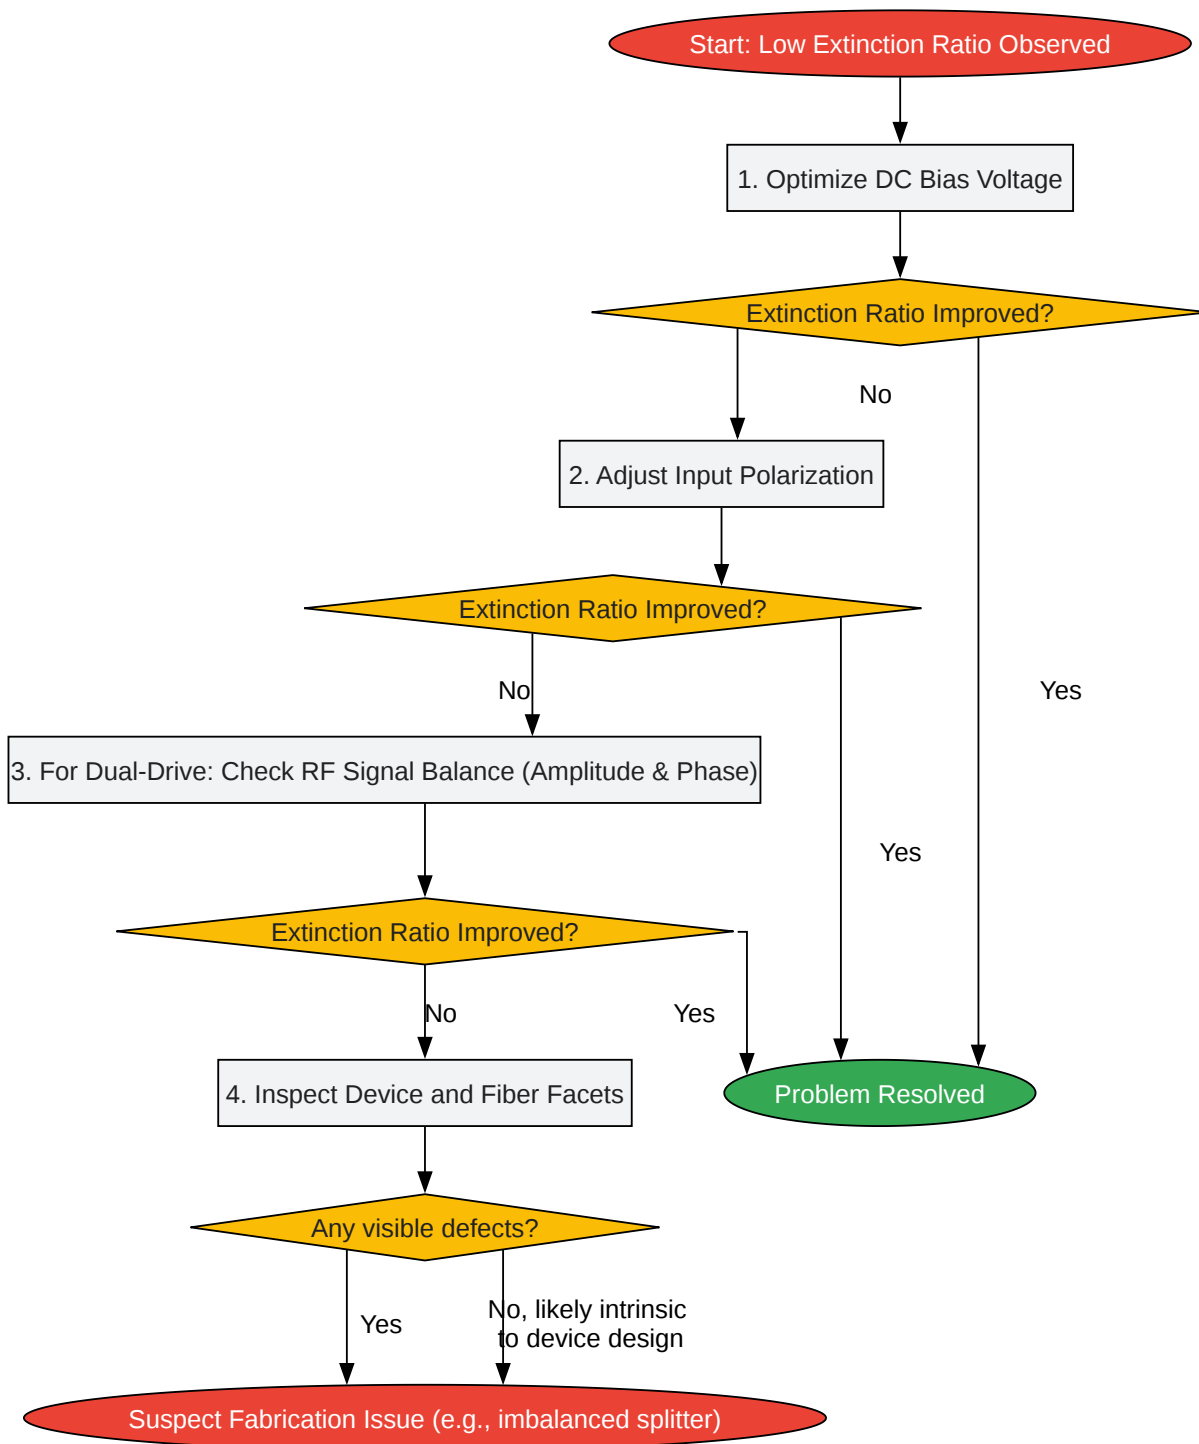 Start: Low Extinction Ratio Observed
1. Optimize DC Bias Voltage
Extinction Ratio Improved?
No
2. Adjust Input Polarization
Extinction Ratio Improved?
No
Yes
3. For Dual-Drive: Check RF Signal Balance (Amplitude & Phase)
Yes
Extinction Ratio Improved?
No
Yes
4. Inspect Device and Fiber Facets
Problem Resolved
Any visible defects?
Yes
No, likely intrinsic
to device design
Suspect Fabrication Issue (e.g., imbalanced splitter)